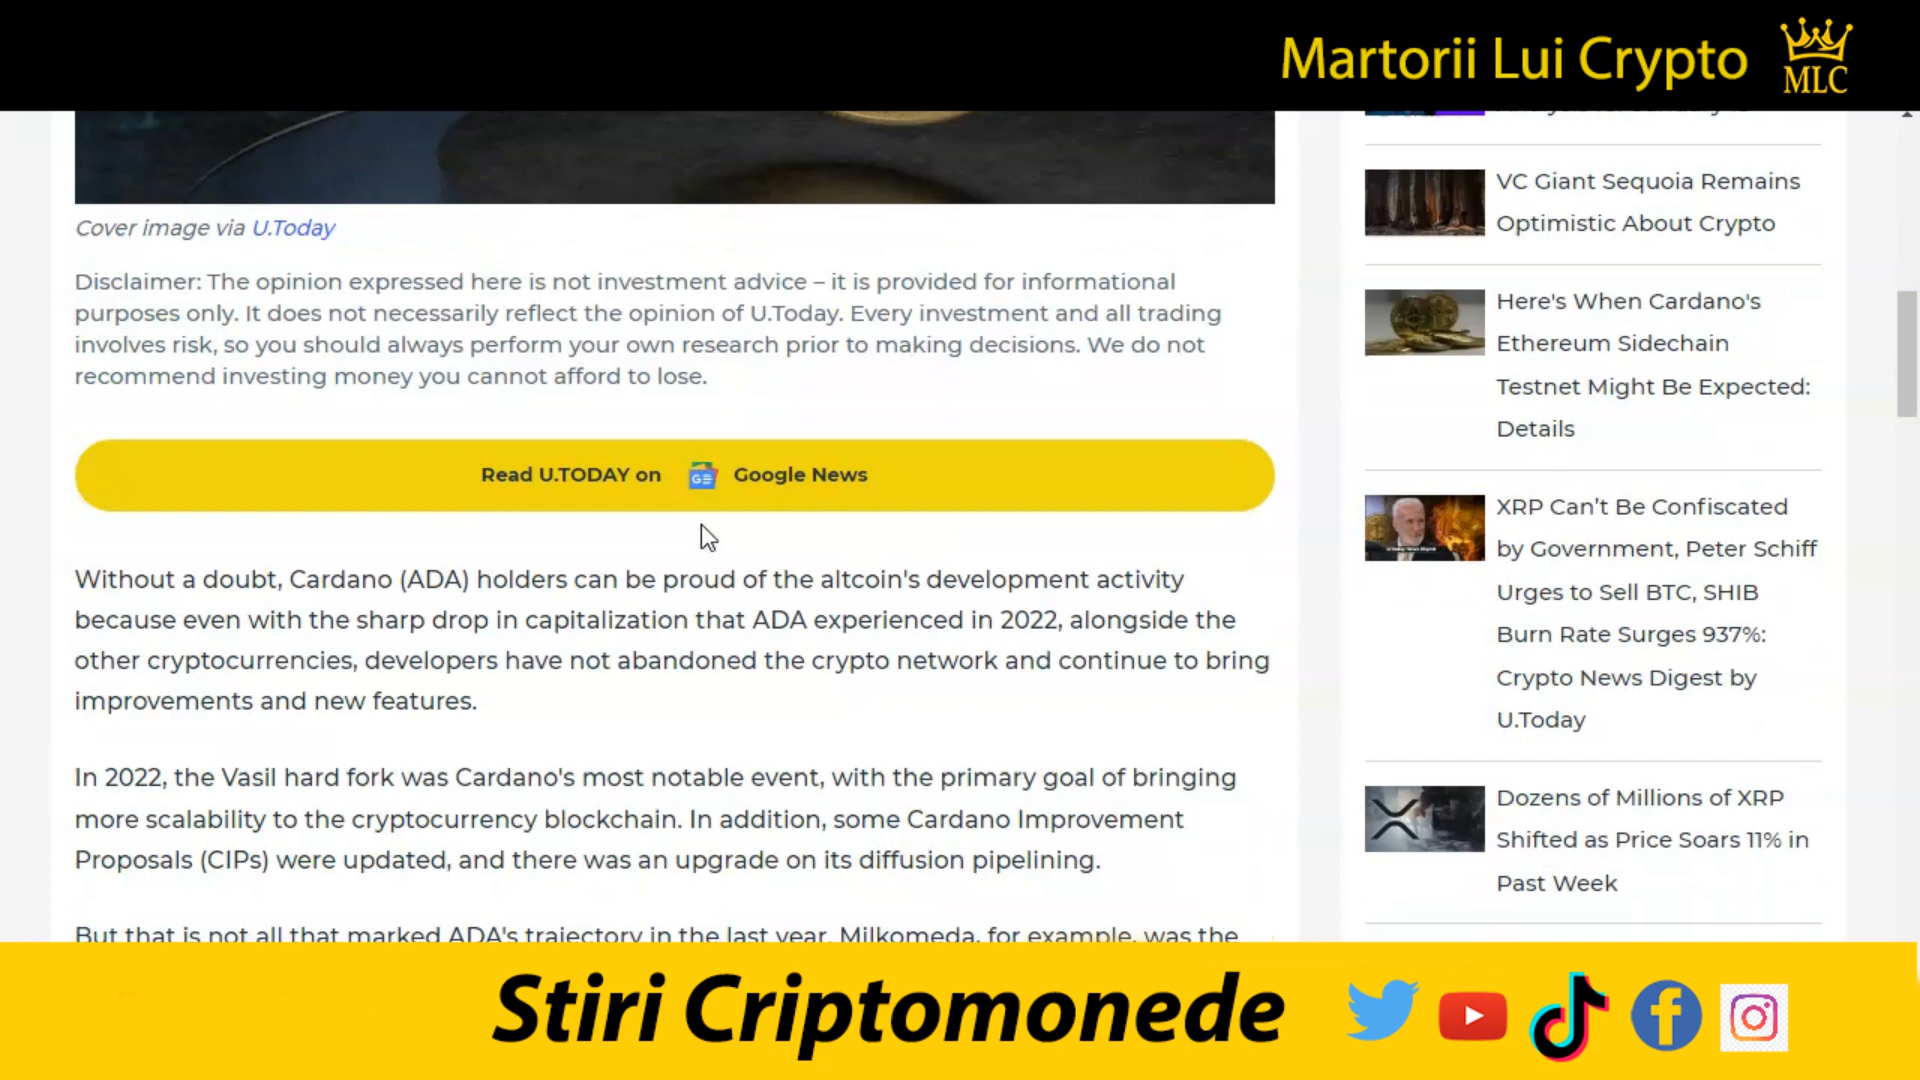 Martorii Lui Crypto
MLC
Cover image via U.Today
Disclaimer: The opinion expressed here is not investment advice – it is provided for informational
purposes only. It does not necessarily reflect the opinion of U.Today. Every investment and all trading
involves risk, so you should always perform your own research prior to making decisions. We do not
recommend investing money you cannot afford to lose.
Read U.TODAY on GE Google News
Without a doubt, Cardano (ADA) holders can be proud of the altcoin's development activity
because even with the sharp drop in capitalization that ADA experienced in 2022, alongside the
other cryptocurrencies, developers have not abandoned the crypto network and continue to bring
improvements and new features.
In 2022, the Vasil hard fork was Cardano's most notable event, with the primary goal of bringing
more scalability to the cryptocurrency blockchain. In addition, some Cardano Improvement
Proposals (CIPs) were updated, and there was an upgrade on its diffusion pipelining.
But that is not all that marked ADA's trajectory in the last year. Milkomeda, for example, was the
VC Giant Sequoia Remains
Optimistic About Crypto
Here's When Cardano's
Ethereum Sidechain
Testnet Might Be Expected:
Details
XRP Can’t Be Confiscated
by Government, Peter Schiff
Urges to Sell BTC, SHIB
Burn Rate Surges 937%:
Crypto News Digest by
U.Today
Dozens of Millions of XRP
Shifted as Price Soars 11% in
Past Week
Stiri Criptomonede